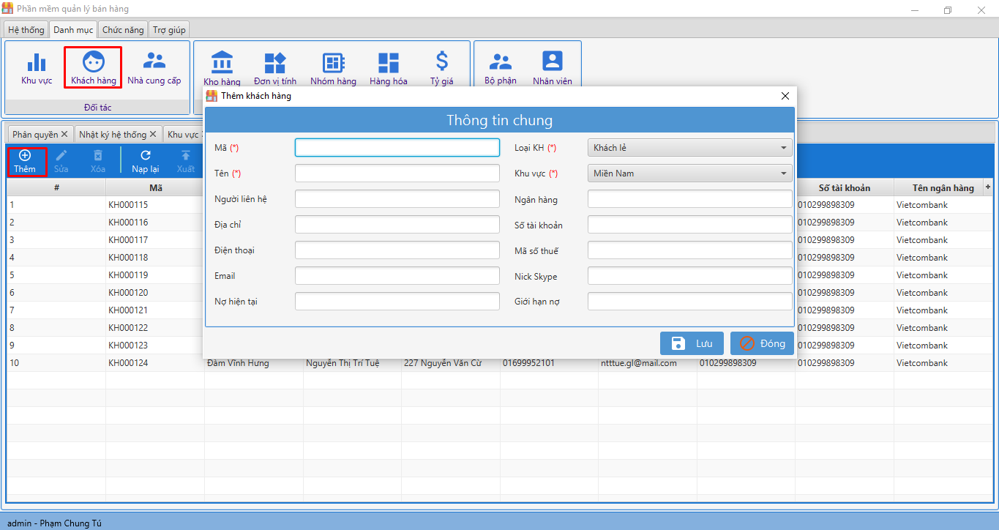 Phần mềm quản lý bán hàng
Hệ thống Danh mục Chức năng Trợ giúp
Khu vực Khách hàng Nhà cung cấp Kho hàng Đơn vị tính Nhóm hàng Hàng hóa Tỷ giá Bộ phận Nhân viên
Đối tác
Thêm khách hàng
Thông tin chung
Mã (*) Loại KH (*) Khách lẻ
Tên (*) Khu vực (*) Miền Nam
Người liên hệ Ngân hàng
Địa chỉ Số tài khoản
Điện thoại Mã số thuế
Email Nick Skype
Nợ hiện tại Giới hạn nợ
Lưu Đóng
Phân quyền Nhật ký hệ thống Khu vực
Thêm Sửa Xóa Nạp lại Xuất
# Mã Số tài khoản Tên ngân hàng +
1 KH000115 010299898309 Vietcombank
2 KH000116 010299898309 Vietcombank
3 KH000117 010299898309 Vietcombank
4 KH000118 010299898309 Vietcombank
5 KH000119 010299898309 Vietcombank
6 KH000120 010299898309 Vietcombank
7 KH000121 010299898309 Vietcombank
8 KH000122 010299898309 Vietcombank
9 KH000123 010299898309 Vietcombank
10 KH000124 Đàm Vĩnh Hưng Nguyễn Thị Trí Tuệ 227 Nguyễn Văn Cừ 01699952101 ntttue.gl@mail.com 010299898309 010299898309 Vietcombank
admin - Phạm Chung Tú